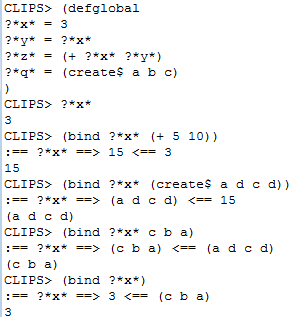 CLIPS> (defglobal
?*x* = 3
?*y* = ?*x*
?*z* = (+ ?*x* ?*y*)
?*q* = (create$ a b c)
)
CLIPS> ?*x*
3
CLIPS> (bind ?*x* (+ 5 10))
:== ?*x* ==> 15 <== 3
15
CLIPS> (bind ?*x* (create$ a d c d))
:== ?*x* ==> (a d c d) <== 15
(a d c d)
CLIPS> (bind ?*x* c b a)
:== ?*x* ==> (c b a) <== (a d c d)
(c b a)
CLIPS> (bind ?*x*)
:== ?*x* ==> 3 <== (c b a)
3